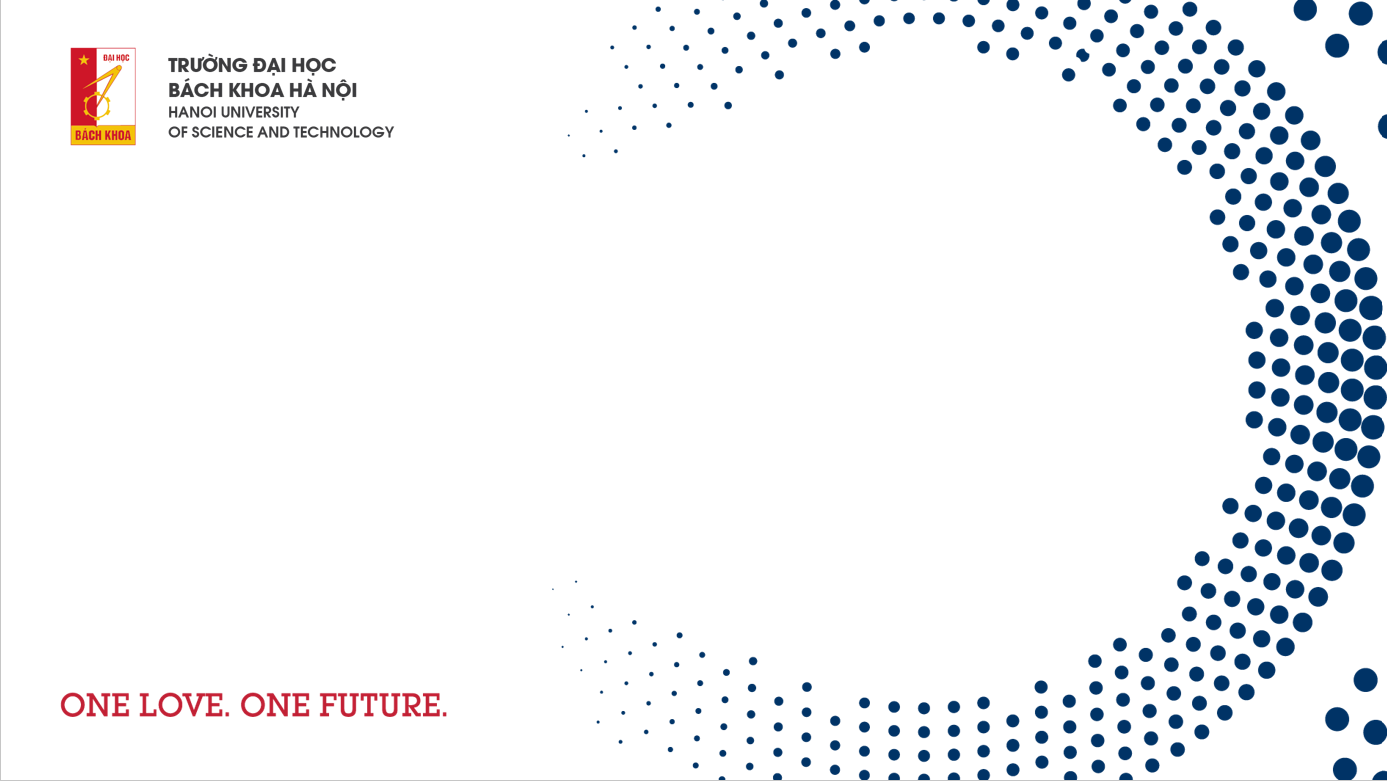 ĐẠI HỌC
BÁCH KHOA
TRƯỜNG ĐẠI HỌC
BÁCH KHOA HÀ NỘI
HANOI UNIVERSITY
OF SCIENCE AND TECHNOLOGY
ONE LOVE. ONE FUTURE.